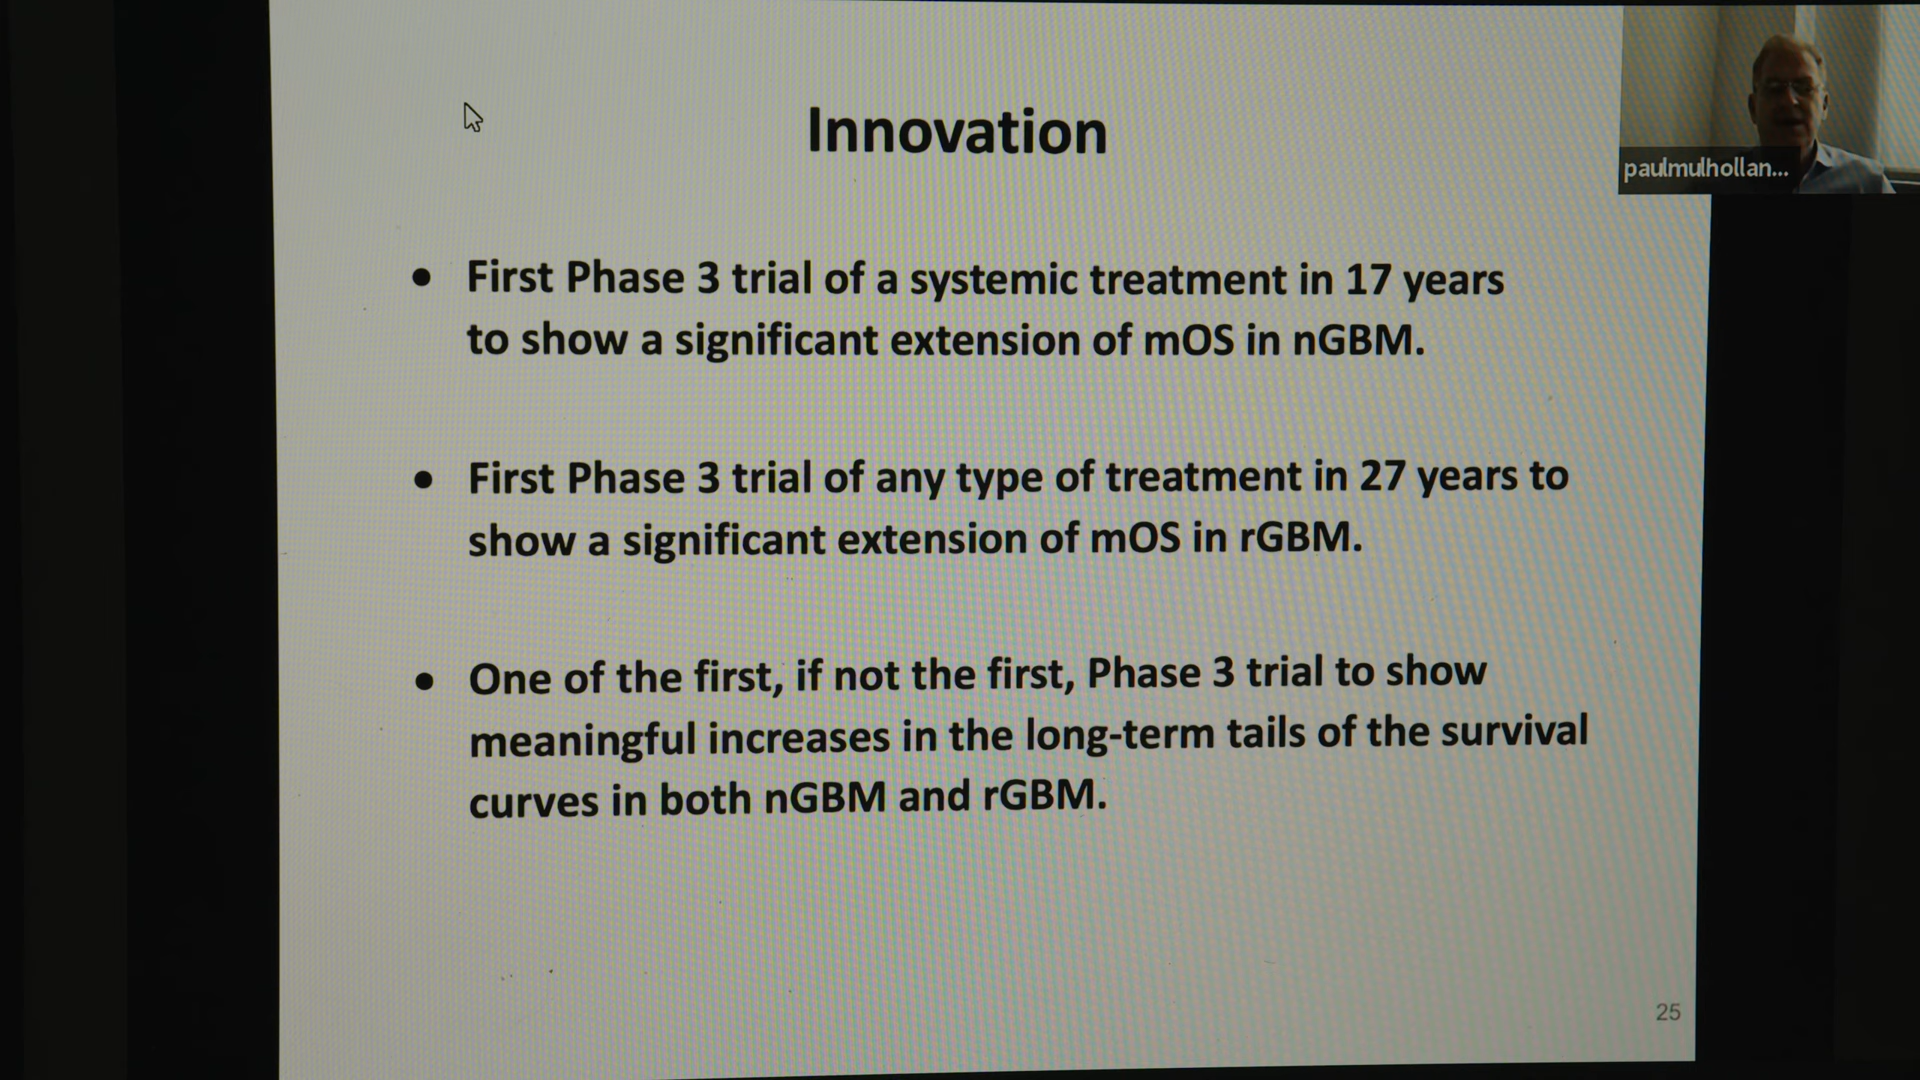 Innovation
paulmulhollan...
• First Phase 3 trial of a systemic treatment in 17 years
to show a significant extension of mOS in nGBM.
• First Phase 3 trial of any type of treatment in 27 years to
show a significant extension of mOS in rGBM.
• One of the first, if not the first, Phase 3 trial to show
meaningful increases in the long-term tails of the survival
curves in both nGBM and rGBM.
25